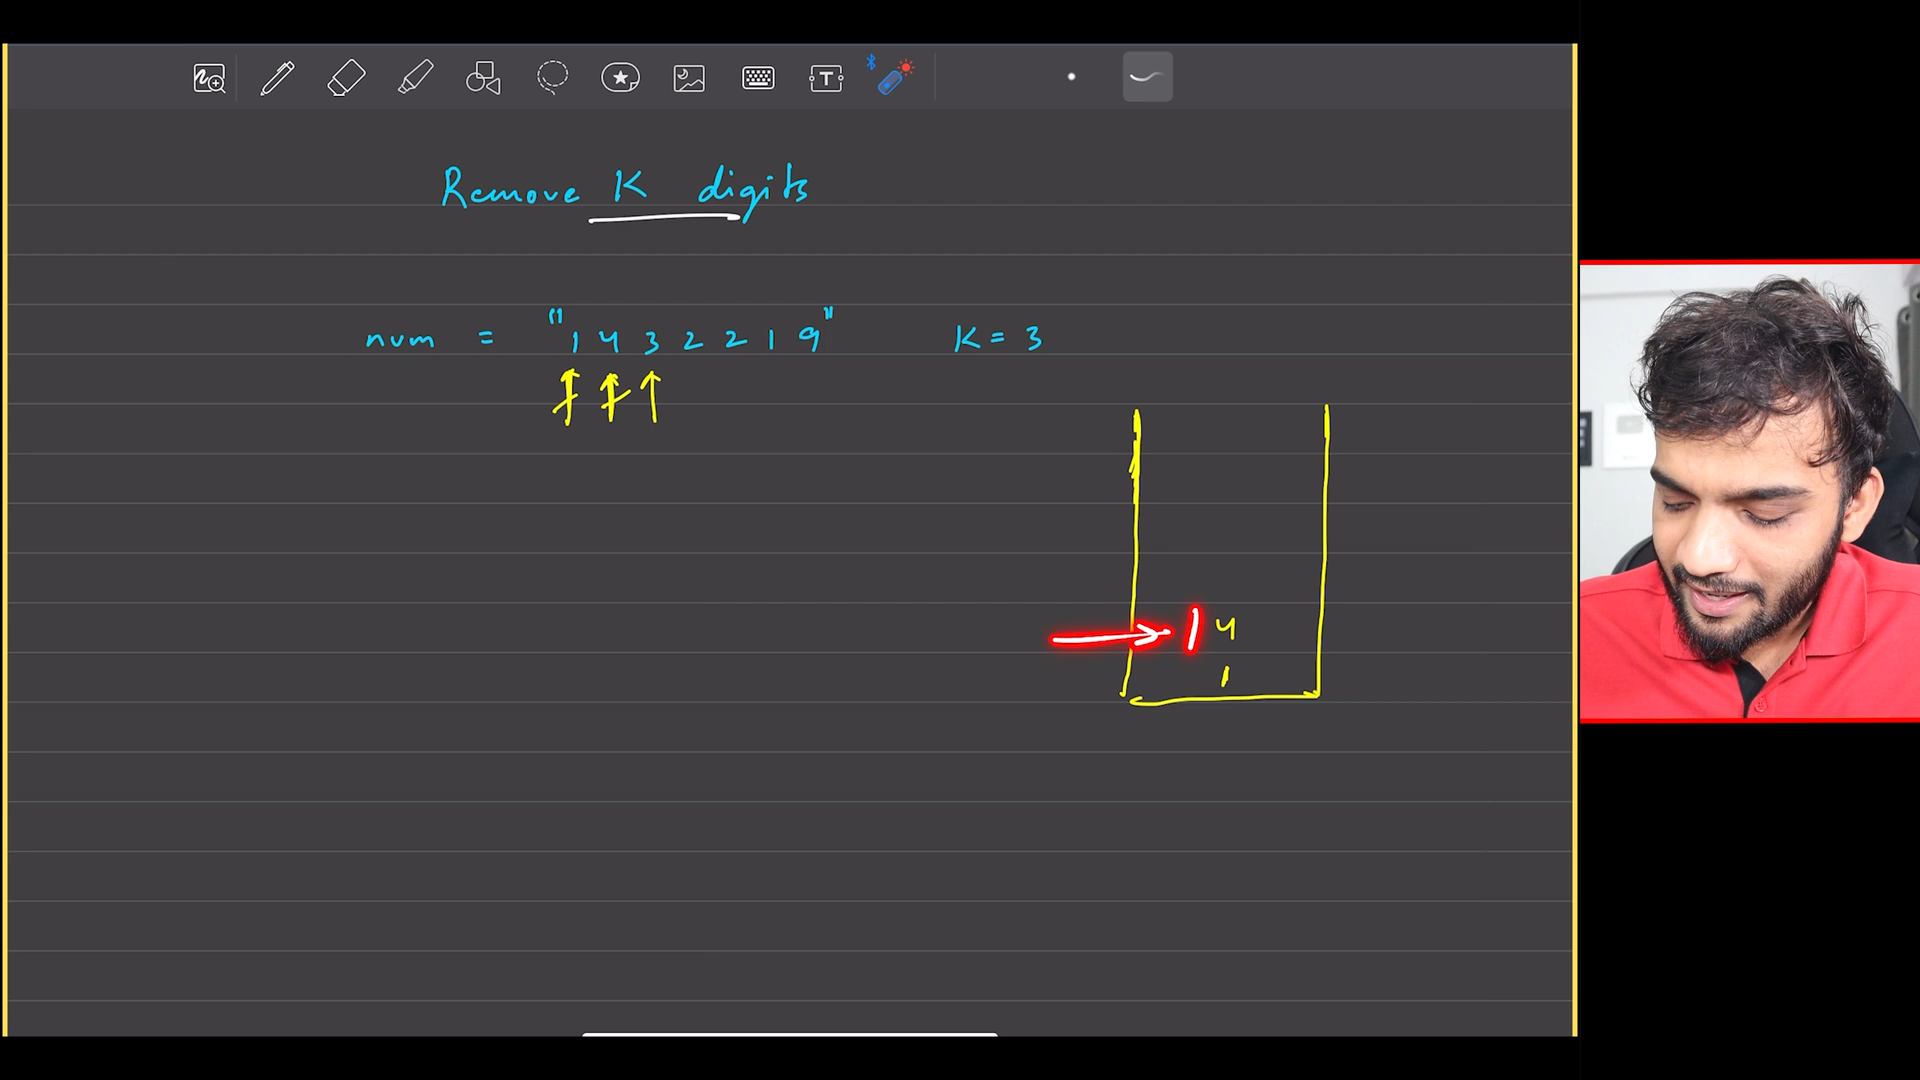 Remove K digits
num = "1432219" K = 3
4
1